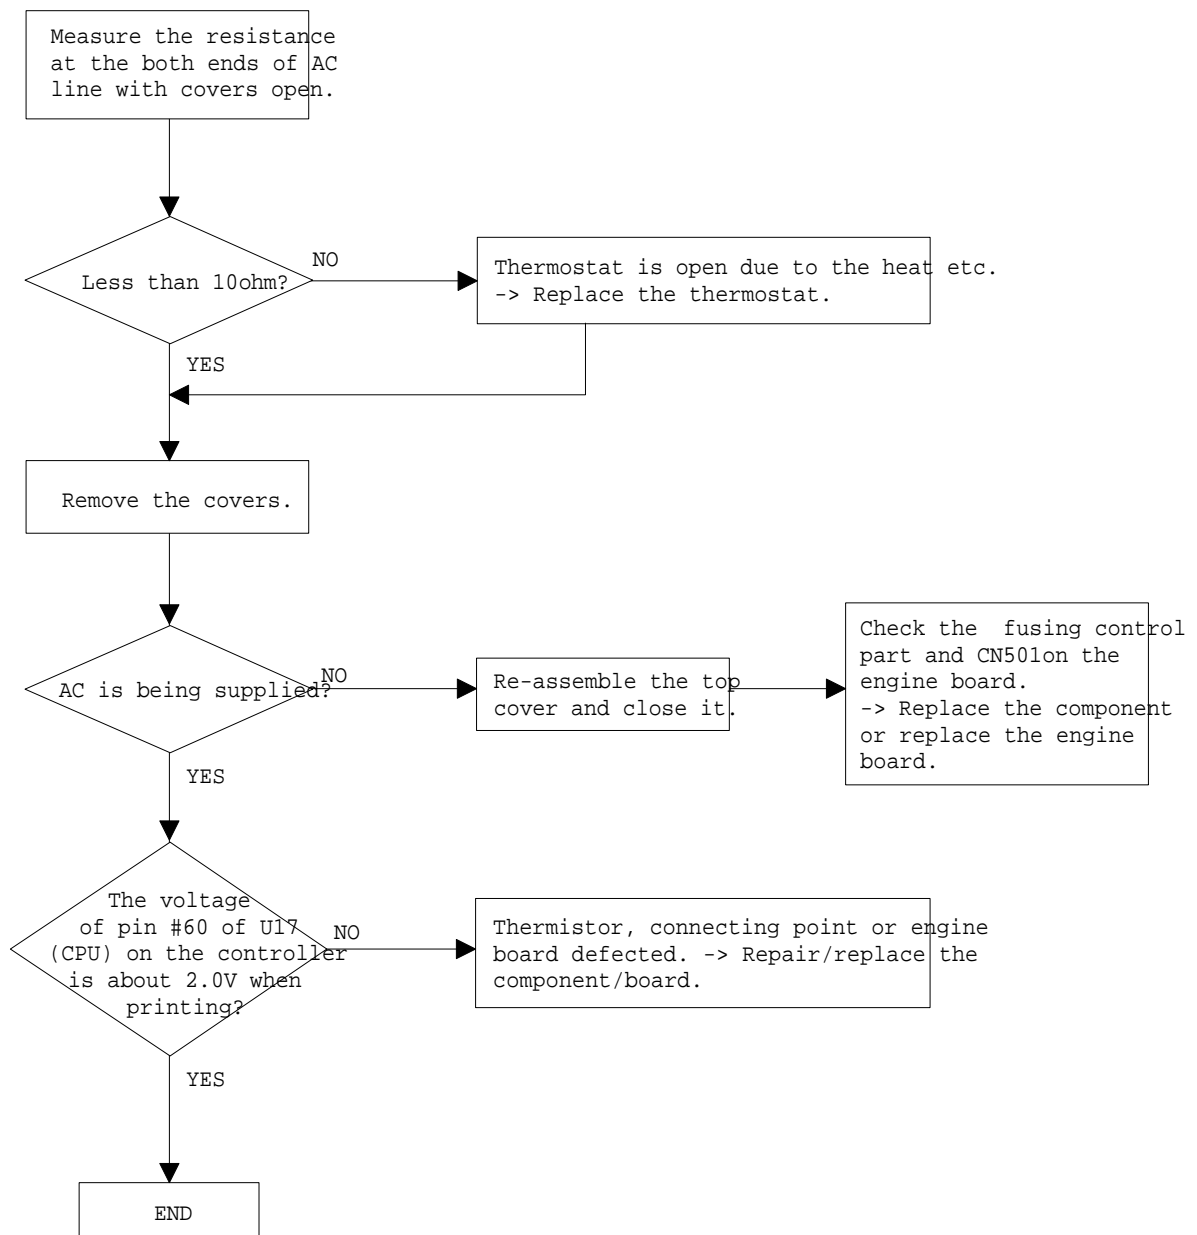 Measure the resistance
at the both ends of AC
line with covers open.
Less than 10ohm?
NO
Thermostat is open due to the heat etc.
-> Replace the thermostat.
YES
Remove the covers.
AC is being supplied?
NO
Re-assemble the top
cover and close it.
Check the  fusing control
part and CN501on the
engine board.
-> Replace the component
or replace the engine
board.
YES
The voltage
of pin #60 of U17
(CPU) on the controller
is about 2.0V when
printing?
NO
Thermistor, connecting point or engine
board defected. -> Repair/replace the
component/board.
YES
END